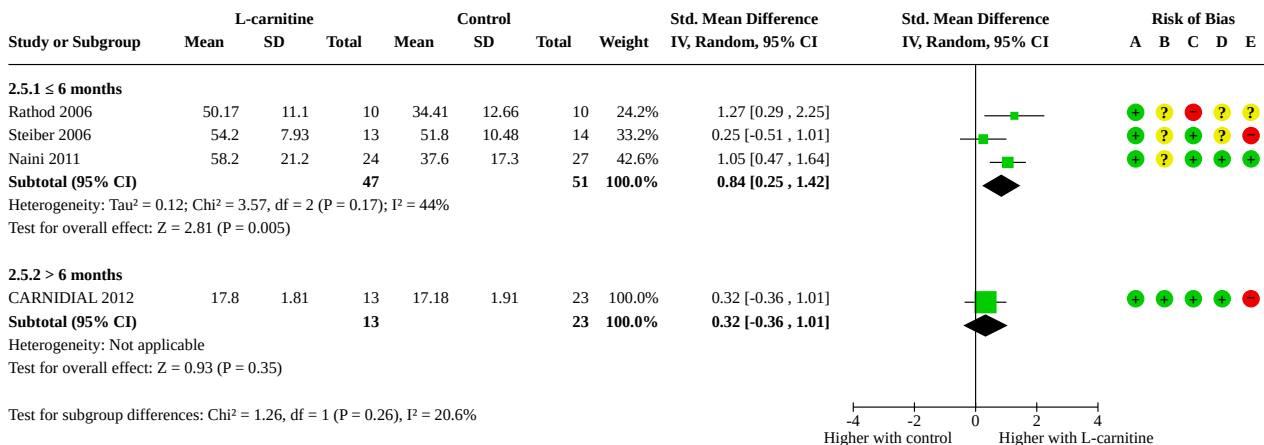 L-carnitine Control Std. Mean Difference Std. Mean Difference Risk of Bias
Study or Subgroup Mean SD Total Mean SD Total Weight IV, Random, 95% CI IV, Random, 95% CI A B C D E
2.5.1 ≤ 6 months
Rathod 2006 50.17 11.1 10 34.41 12.66 10 24.2% 1.27 [0.29 , 2.25] + ? − ? ?
Steiber 2006 54.2 7.93 13 51.8 10.48 14 33.2% 0.25 [-0.51 , 1.01] + ? + ? −
Naini 2011 58.2 21.2 24 37.6 17.3 27 42.6% 1.05 [0.47 , 1.64] + ? + + +
Subtotal (95% CI) 47 51 100.0% 0.84 [0.25 , 1.42]
Heterogeneity: Tau² = 0.12; Chi² = 3.57, df = 2 (P = 0.17); I² = 44%
Test for overall effect: Z = 2.81 (P = 0.005)
2.5.2 > 6 months
CARNIDIAL 2012 17.8 1.81 13 17.18 1.91 23 100.0% 0.32 [-0.36 , 1.01] + + + + −
Subtotal (95% CI) 13 23 100.0% 0.32 [-0.36 , 1.01]
Heterogeneity: Not applicable
Test for overall effect: Z = 0.93 (P = 0.35)
Test for subgroup differences: Chi² = 1.26, df = 1 (P = 0.26), I² = 20.6%
-4 -2 0 2 4
Higher with control Higher with L-carnitine